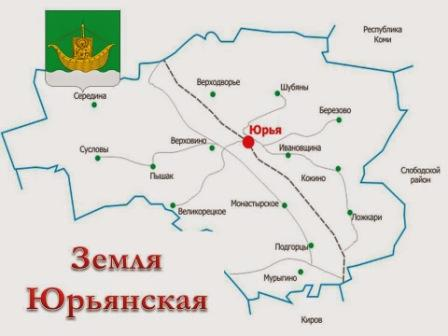 Республика
Коми
Верходворье
Шубяны
Середина
Березово
Юрья
Верховино
Ивановщина
Сусловы
Пышак
Кокино
Слободской
район
Великорецкое
Монастырское
Ложкари
Подгорцы
Мурыгино
Киров
Земля
Юрьянская